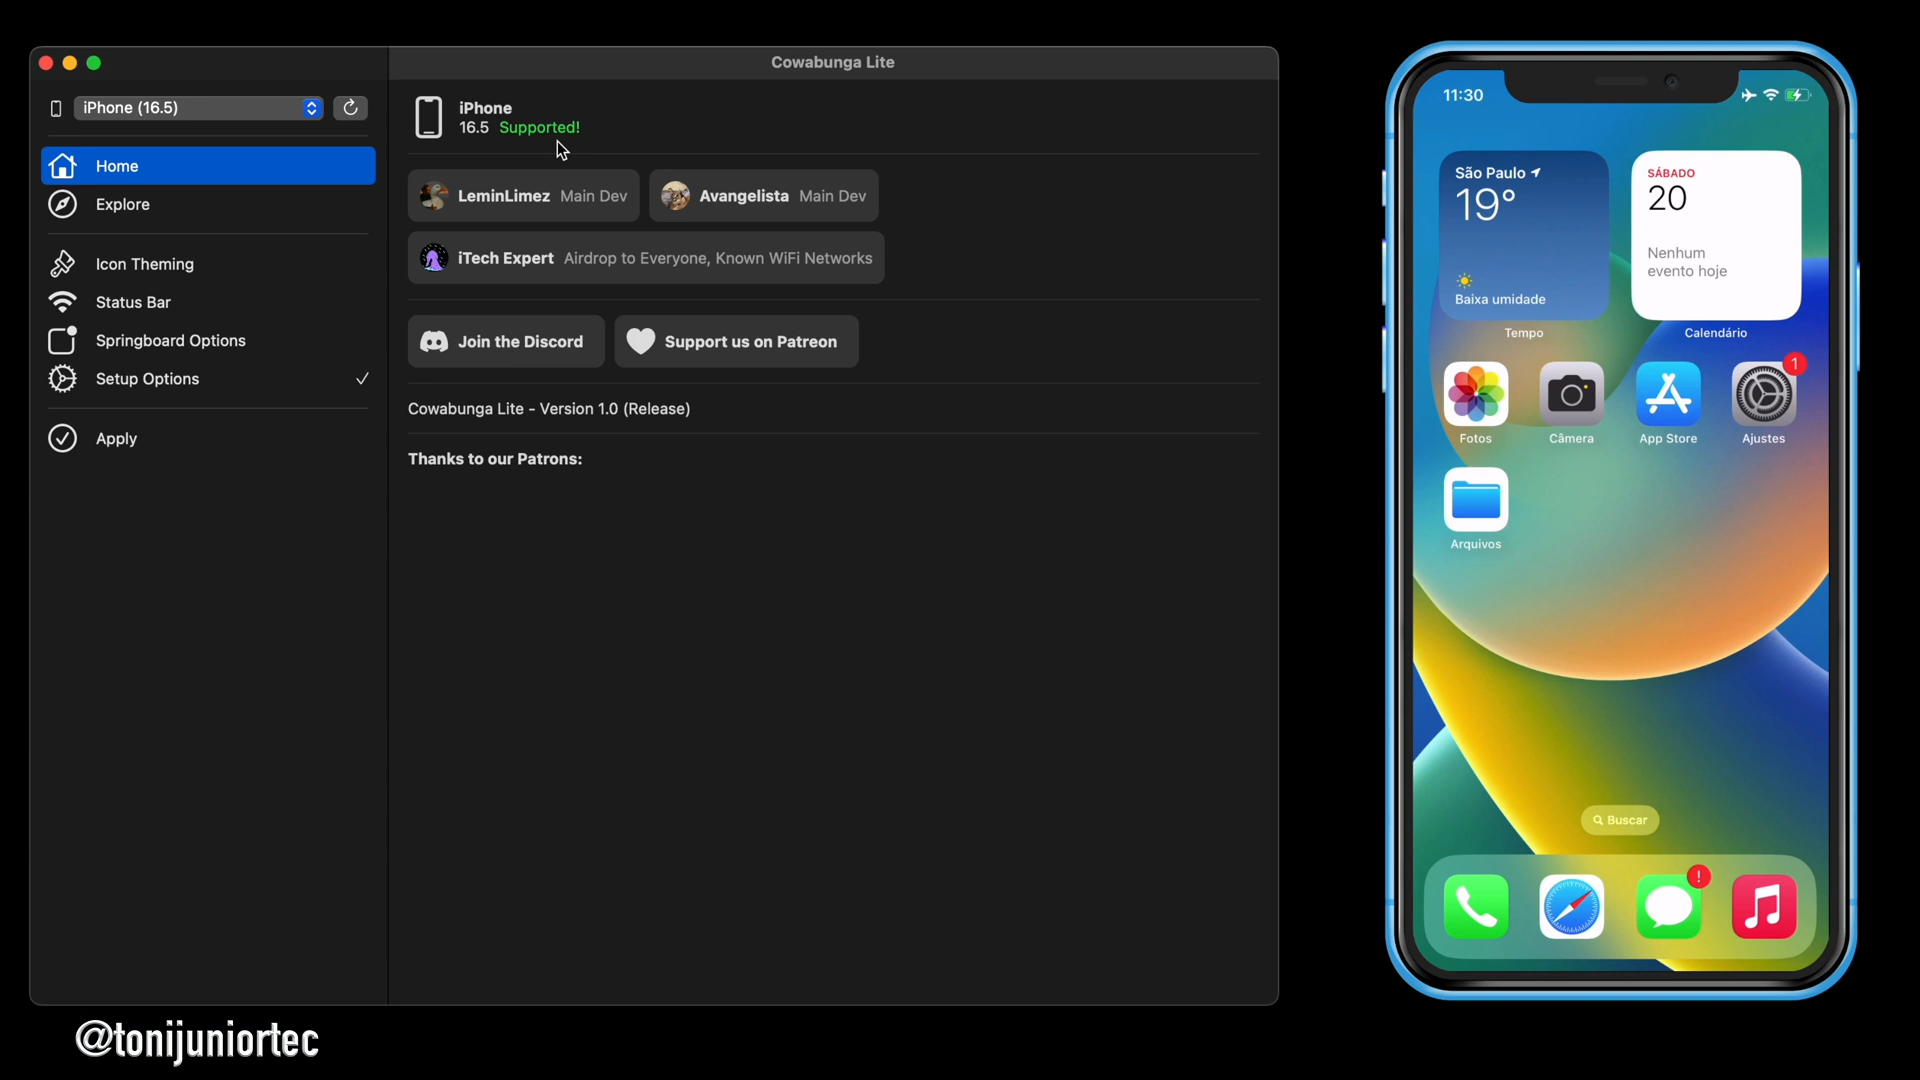 Cowabunga Lite
iPhone (16.5)
Home
Explore
Icon Theming
Status Bar
Springboard Options
Setup Options
Apply
iPhone
16.5 Supported!
LeminLimez Main Dev
Avangelista Main Dev
iTech Expert Airdrop to Everyone, Known WiFi Networks
Join the Discord
Support us on Patreon
Cowabunga Lite - Version 1.0 (Release)
Thanks to our Patrons:
@tonijuniortec
11:30
São Paulo
19°
Baixa umidade
Tempo
SÁBADO
20
Nenhum
evento hoje
Calendário
1
Fotos
Câmera
App Store
Ajustes
Arquivos
Buscar
!